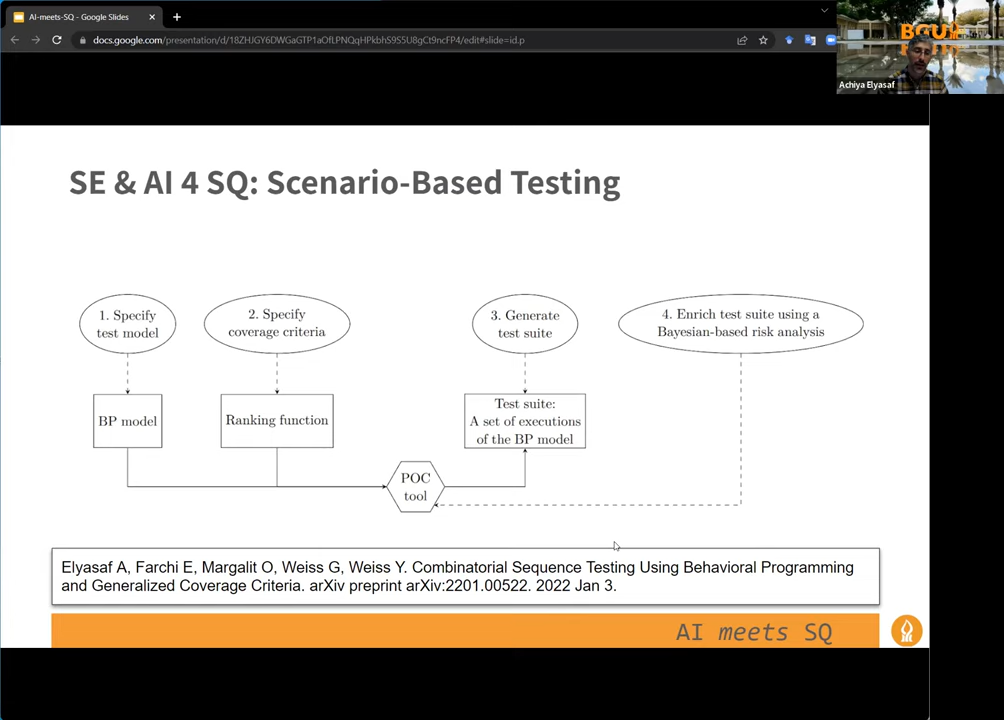 AI-meets-SQ - Google Slides
docs.google.com/presentation/d/18ZHJGY6DWGaGTP1aOfLPNQqHPkbhS9S5U8gCt9ncFP4/edit#slide=id.p
Achiya Elyasaf
SE & AI 4 SQ: Scenario-Based Testing
1. Specify
test model
2. Specify
coverage criteria
3. Generate
test suite
4. Enrich test suite using a
Bayesian-based risk analysis
BP model
Ranking function
Test suite:
A set of executions
of the BP model
POC
tool
Elyasaf A, Farchi E, Margalit O, Weiss G, Weiss Y. Combinatorial Sequence Testing Using Behavioral Programming
and Generalized Coverage Criteria. arXiv preprint arXiv:2201.00522. 2022 Jan 3.
AI meets SQ